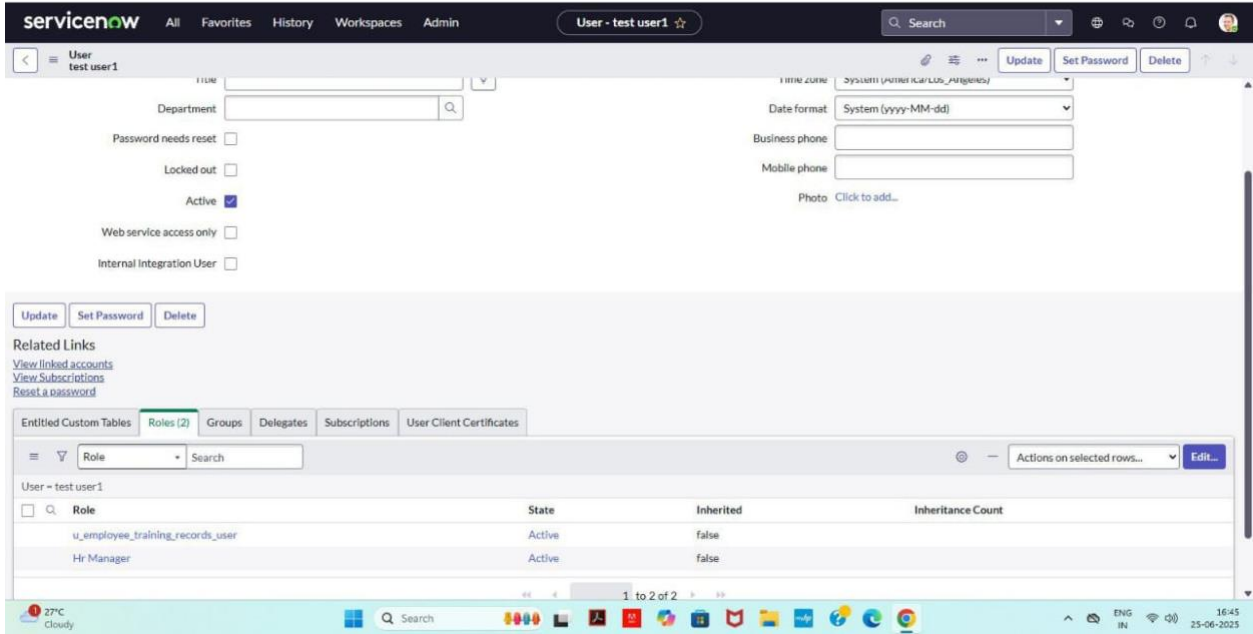 servicenow All Favorites History Workspaces Admin User - test user1 Search
User
test user1
Update Set Password Delete
Title Time zone System (America/Los_Angeles)
Department Date format System (yyyy-MM-dd)
Password needs reset Business phone
Locked out Mobile phone
Active Photo Click to add...
Web service access only
Internal Integration User
Update Set Password Delete
Related Links
View linked accounts
View Subscriptions
Reset a password
Entitled Custom Tables Roles (2) Groups Delegates Subscriptions User Client Certificates
Role Search Actions on selected rows... Edit...
User = test user1
Role State Inherited Inheritance Count
u_employee_training_records_user Active false
Hr Manager Active false
1 to 2 of 2
1 27°C Search ENG 16:45
Cloudy IN 25-06-2025